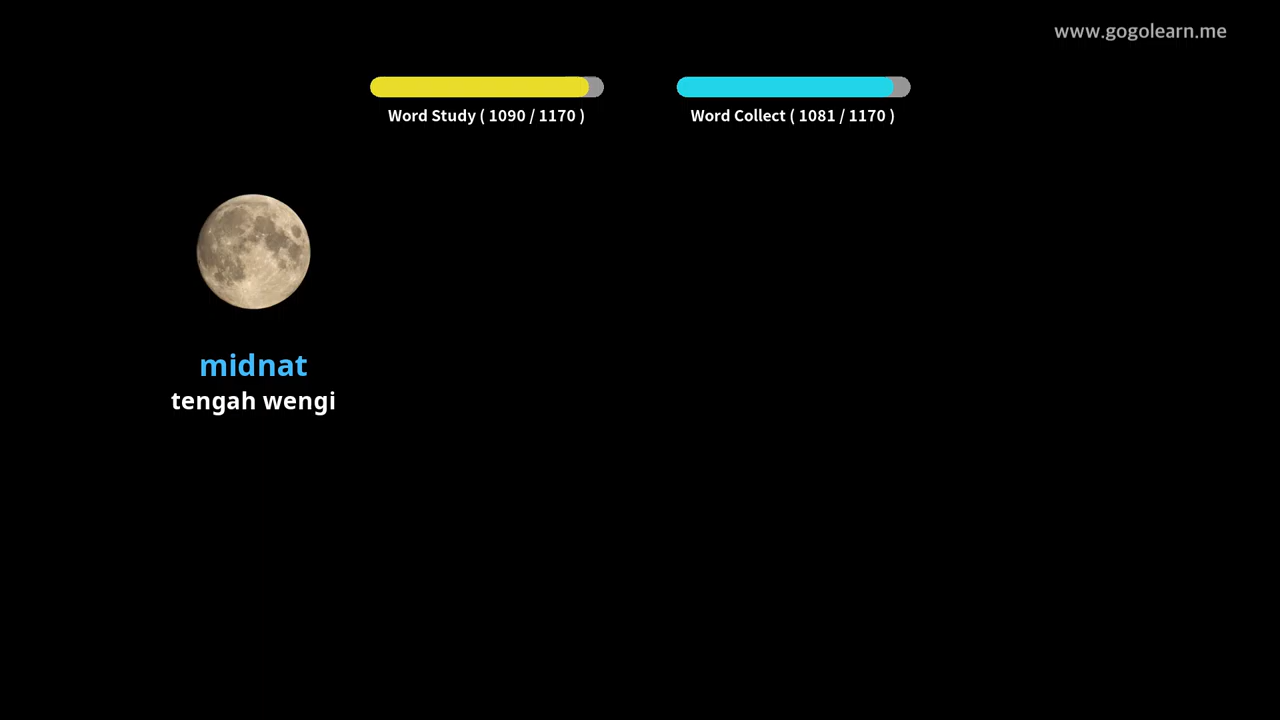 www.gogolearn.me
Word Study ( 1090 / 1170 )
Word Collect ( 1081 / 1170 )
midnat
tengah wengi